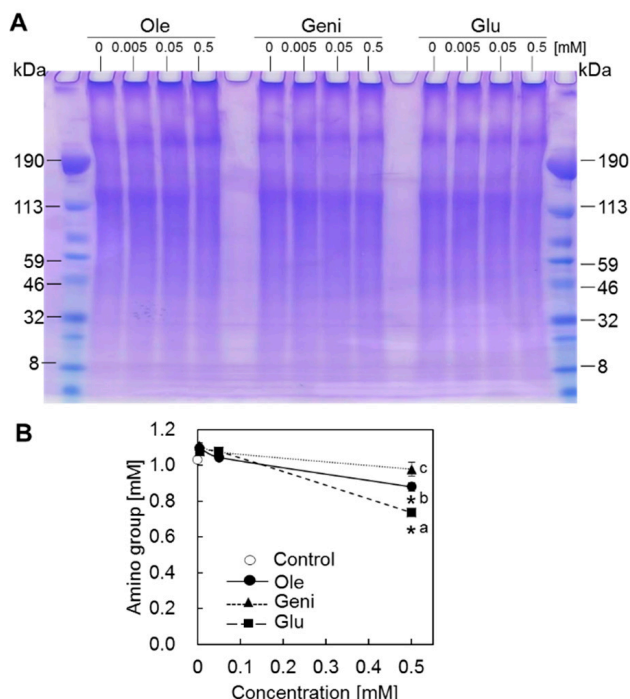 A
Ole Geni Glu
0 0.005 0.05 0.5 0 0.005 0.05 0.5 0 0.005 0.05 0.5 [mM]
kDa kDa
190 190
113 113
59 59
46 46
32 32
8 8
B
1.2
1.0
0.8
0.6
0.4
0.2
0.0
Amino group [mM]
c
b
*
a
*
Control
Ole
Geni
Glu
0 0.1 0.2 0.3 0.4 0.5
Concentration [mM]